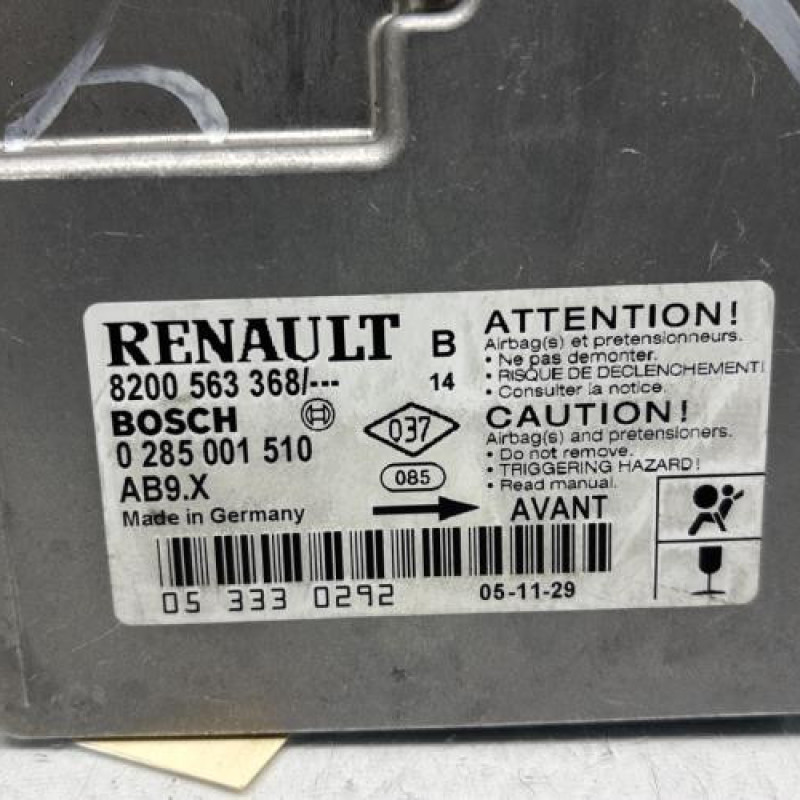 RENAULT B
8200 563 368/--- 14
BOSCH
0 285 001 510
AB9.X
Made in Germany
037
085
AVANT
ATTENTION!
Airbag(s) et pretensionneurs.
• Ne pas demonter.
• RISQUE DE DECLENCHEMENT!
• Consulter la notice.
CAUTION!
Airbag(s) and pretensioners.
• Do not remove.
• TRIGGERING HAZARD!
• Read manual.
05 333 0292
05-11-29